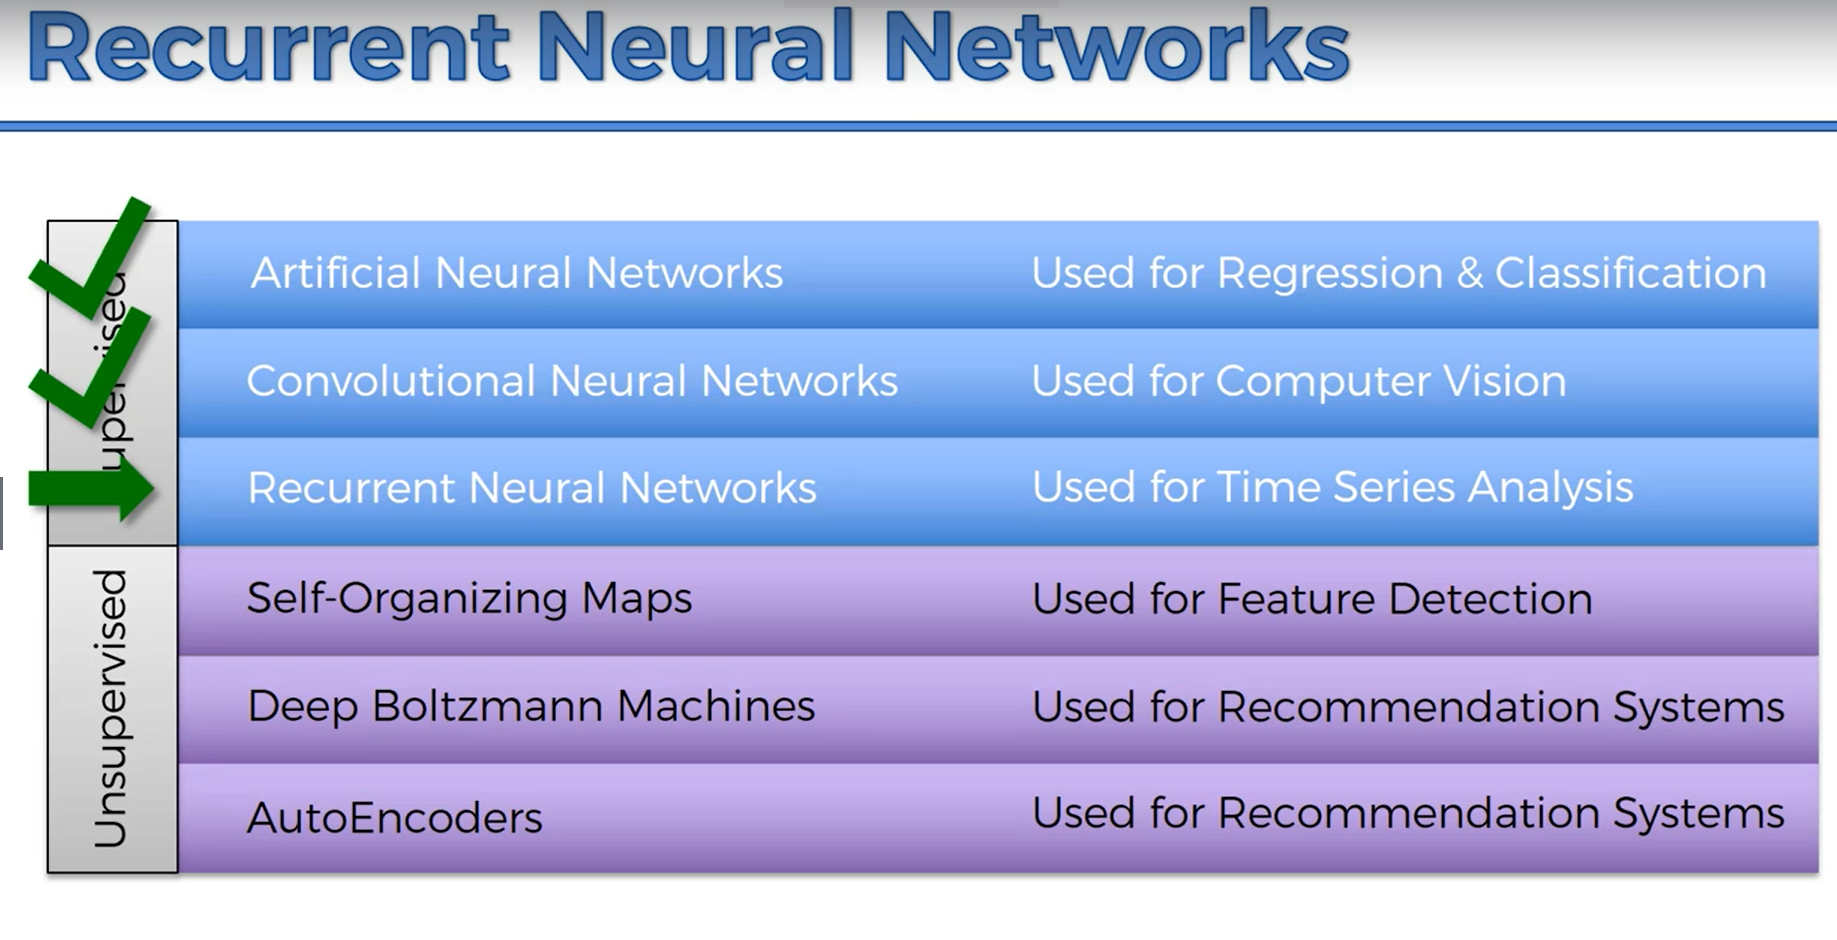 Recurrent Neural Networks
Supervised
Artificial Neural Networks Used for Regression & Classification
Convolutional Neural Networks Used for Computer Vision
Recurrent Neural Networks Used for Time Series Analysis
Unsupervised
Self-Organizing Maps Used for Feature Detection
Deep Boltzmann Machines Used for Recommendation Systems
AutoEncoders Used for Recommendation Systems